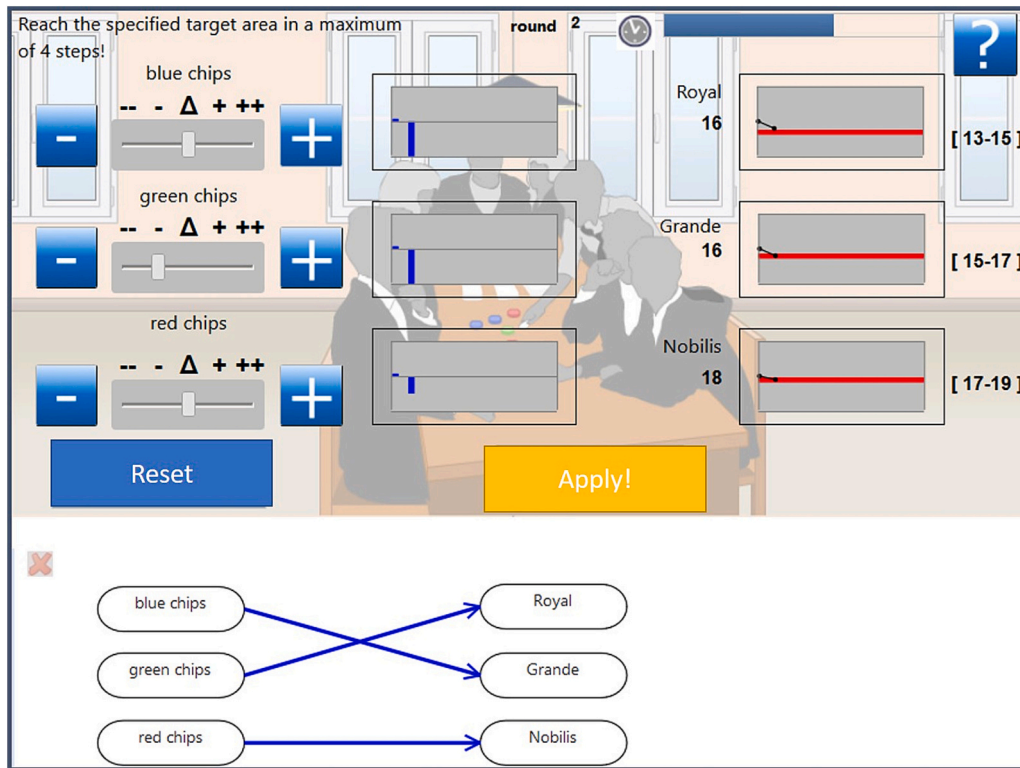 Reach the specified target area in a maximum
of 4 steps!
round 2
?
blue chips
-- - Δ + ++
- +
Royal
16
[ 13-15 ]
green chips
-- - Δ + ++
- +
Grande
16
[ 15-17 ]
red chips
-- - Δ + ++
- +
Nobilis
18
[ 17-19 ]
Reset
Apply!
blue chips
Royal
green chips
Grande
red chips
Nobilis